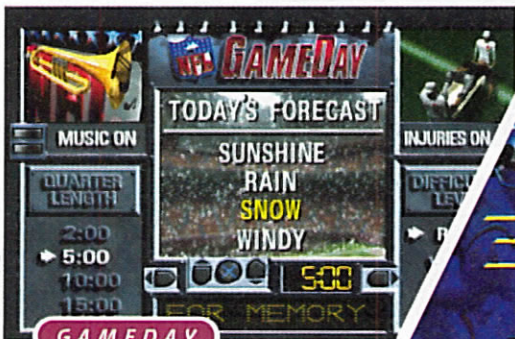 NFL GAMEDAY
TODAY'S FORECAST
MUSIC ON
INJURIES ON
SUNSHINE
RAIN
SNOW
WINDY
QUARTER
LENGTH
2:00
5:00
10:00
15:00
5:00
FOR MEMORY
GAMEDAY